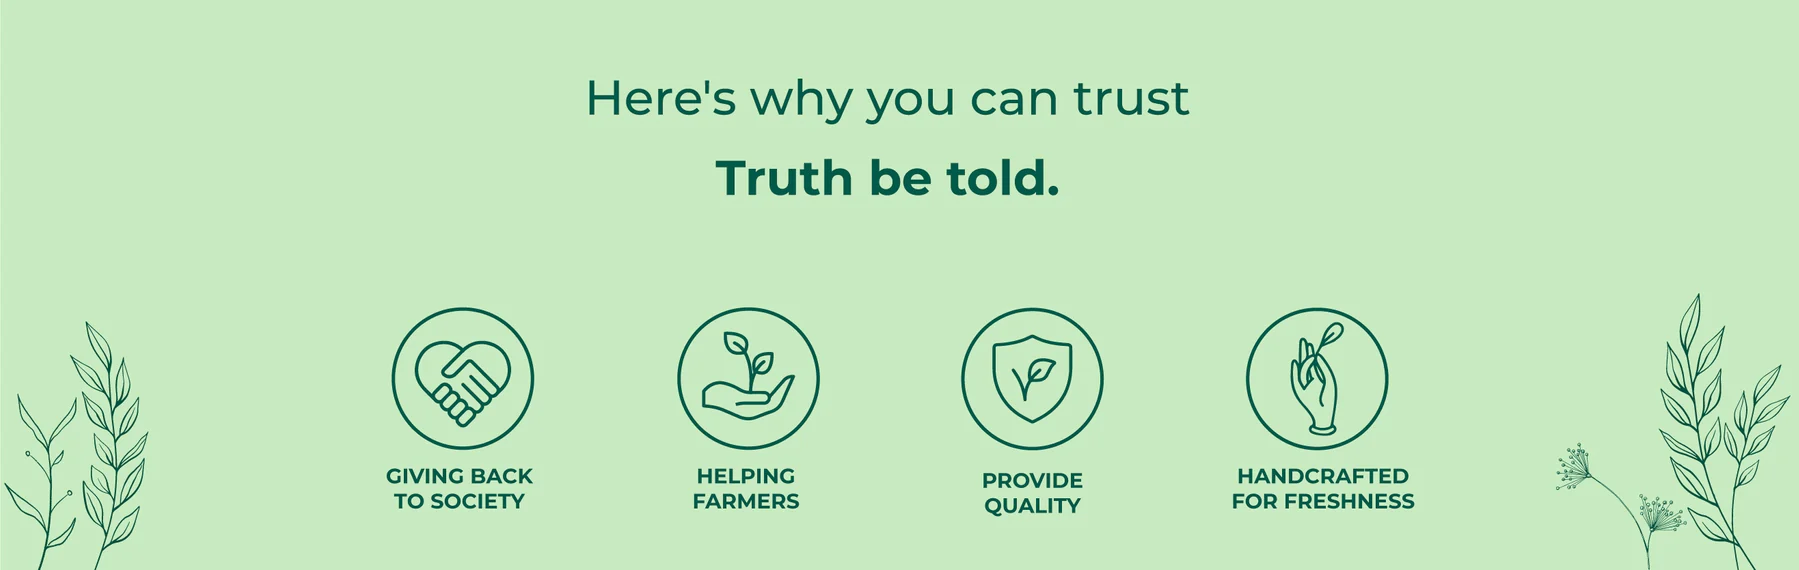 Here's why you can trust
Truth be told.
GIVING BACK
TO SOCIETY
HELPING
FARMERS
PROVIDE
QUALITY
HANDCRAFTED
FOR FRESHNESS